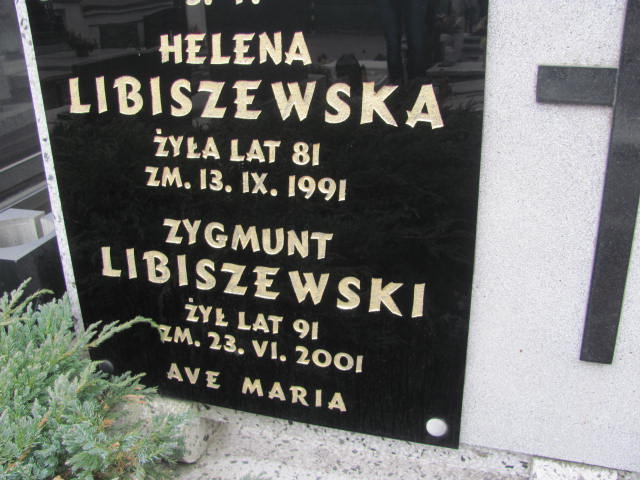 HELENA
LIBISZEWSKA
ŻYŁA LAT 81
ZM. 13. IX. 1991
ZYGMUNT
LIBISZEWSKI
ŻYŁ LAT 91
ZM. 23. VI. 2001
AVE MARIA